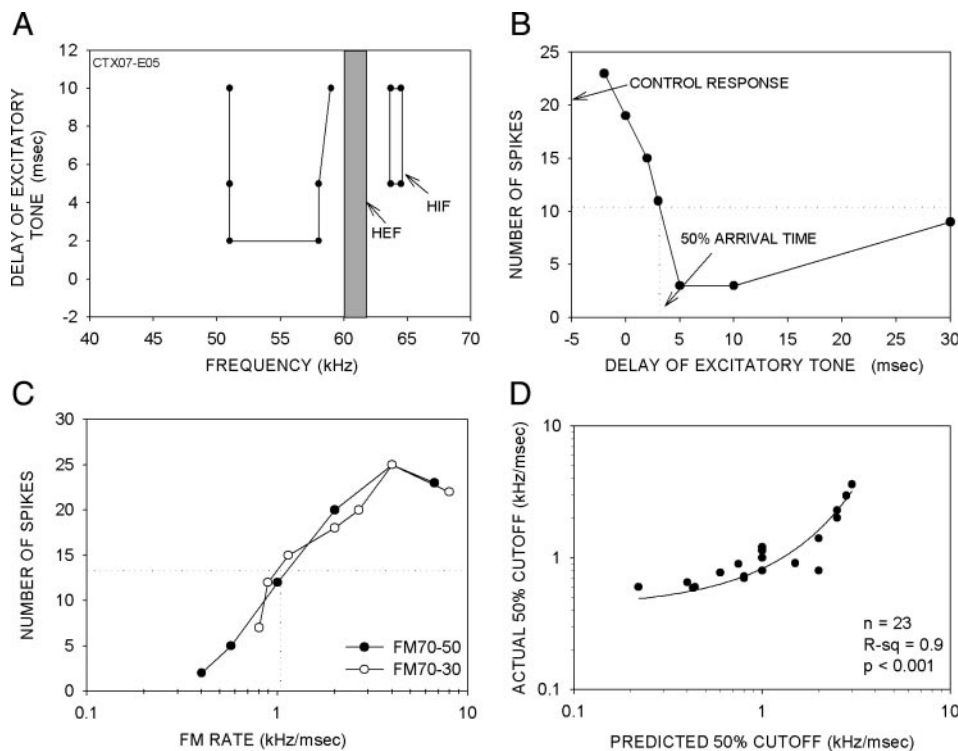 A
12
10
8
6
4
2
0
-2
CTX07-E05
HIF
HEF
40 45 50 55 60 65 70
DELAY OF EXCITATORY
TONE (msec)
FREQUENCY (kHz)
B
25
20
15
10
5
0
CONTROL RESPONSE
50% ARRIVAL TIME
-5 0 5 10 15 20 25 30
NUMBER OF SPIKES
DELAY OF EXCITATORY TONE (msec)
C
30
25
20
15
10
5
0
FM70-50
FM70-30
0.1 1 10
NUMBER OF SPIKES
FM RATE (kHz/msec)
D
10
1
0.1
n = 23
R-sq = 0.9
p < 0.001
0.1 1 10
ACTUAL 50% CUTOFF (kHz/msec)
PREDICTED 50% CUTOFF (kHz/msec)